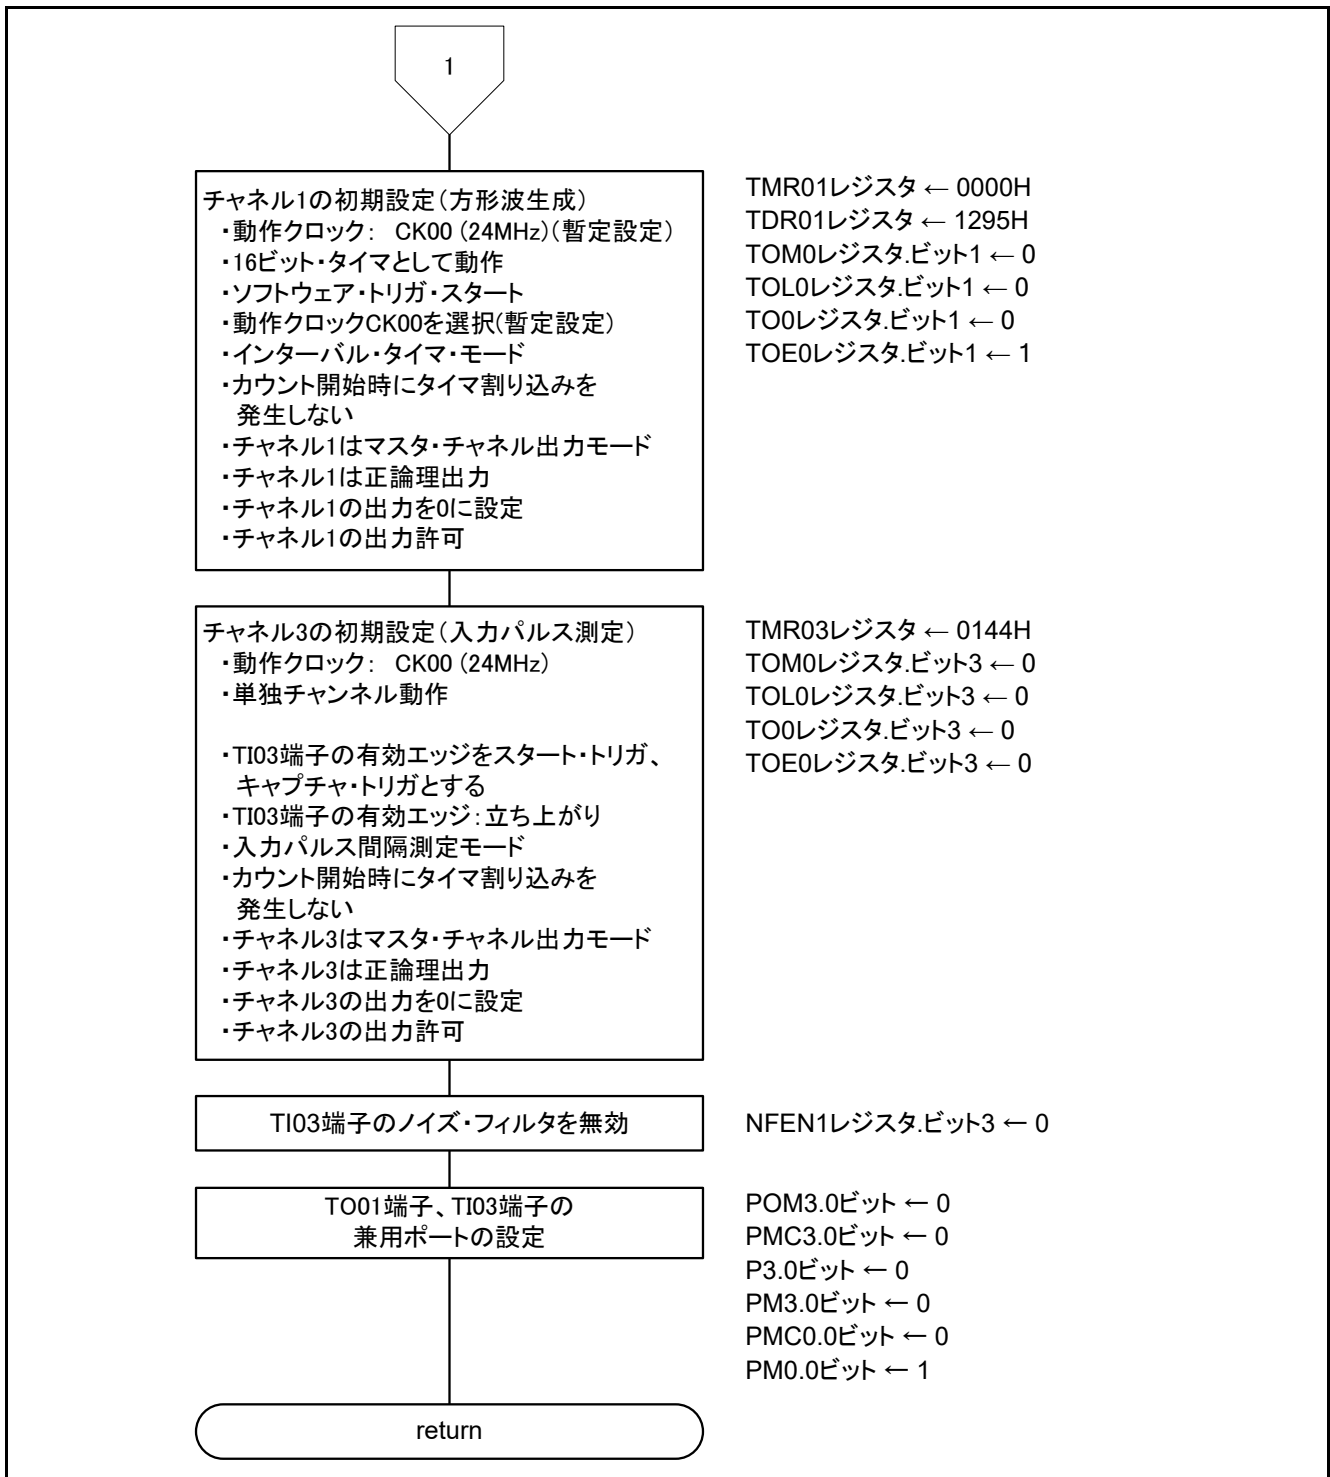 1
チャネル1の初期設定(方形波生成)
・動作クロック： CK00 (24MHz)(暫定設定)
・16ビット・タイマとして動作
・ソフトウェア・トリガ・スタート
・動作クロックCK00を選択(暫定設定)
・インターバル・タイマ・モード
・カウント開始時にタイマ割り込みを
発生しない
・チャネル1はマスタ・チャネル出力モード
・チャネル1は正論理出力
・チャネル1の出力を0に設定
・チャネル1の出力許可
TMR01レジスタ ← 0000H
TDR01レジスタ ← 1295H
TOM0レジスタ.ビット1 ← 0
TOL0レジスタ.ビット1 ← 0
TO0レジスタ.ビット1 ← 0
TOE0レジスタ.ビット1 ← 1
チャネル3の初期設定(入力パルス測定)
・動作クロック： CK00 (24MHz)
・単独チャンネル動作
・TI03端子の有効エッジをスタート・トリガ、
キャプチャ・トリガとする
・TI03端子の有効エッジ：立ち上がり
・入力パルス間隔測定モード
・カウント開始時にタイマ割り込みを
発生しない
・チャネル3はマスタ・チャネル出力モード
・チャネル3は正論理出力
・チャネル3の出力を0に設定
・チャネル3の出力許可
TMR03レジスタ ← 0144H
TOM0レジスタ.ビット3 ← 0
TOL0レジスタ.ビット3 ← 0
TO0レジスタ.ビット3 ← 0
TOE0レジスタ.ビット3 ← 0
TI03端子のノイズ・フィルタを無効
NFEN1レジスタ.ビット3 ← 0
TO01端子、TI03端子の
兼用ポートの設定
POM3.0ビット ← 0
PMC3.0ビット ← 0
P3.0ビット ← 0
PM3.0ビット ← 0
PMC0.0ビット ← 0
PM0.0ビット ← 1
return